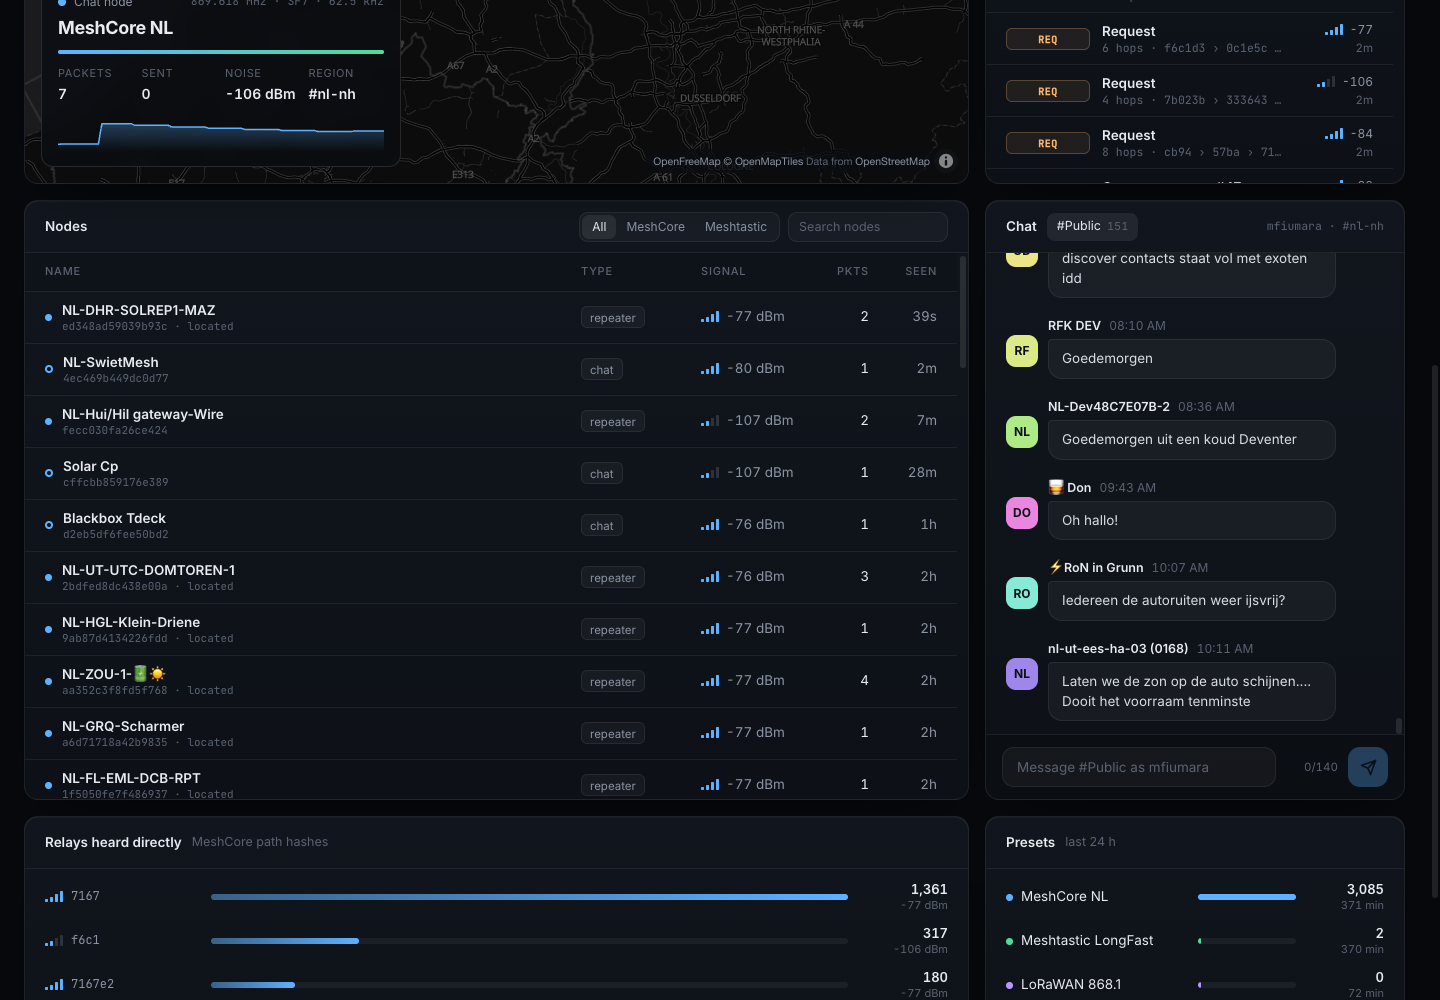 Chat node
869.618 MHz · SF7 · 62.5 kHz
MeshCore NL
PACKETS SENT NOISE REGION
7 0 -106 dBm #nl-nh
A 44
NORTH RHINE-
WESTPHALIA
A67
A2
DUSSELDORF
A2
E313
A 61
OpenFreeMap © OpenMapTiles Data from OpenStreetMap
REQ Request -77
6 hops · f6c1d3 › 0c1e5c … 2m
REQ Request -106
4 hops · 7b023b › 333643 … 2m
REQ Request -84
8 hops · cb94 › 57ba › 71… 2m
Nodes All MeshCore Meshtastic Search nodes
NAME TYPE SIGNAL PKTS SEEN
NL-DHR-SOLREP1-MAZ repeater -77 dBm 2 39s
ed348ad59039b93c · located
NL-SwietMesh chat -80 dBm 1 2m
4ec469b449dc0d77
NL-Hui/Hil gateway-Wire repeater -107 dBm 2 7m
fecc030fa26ce424
Solar Cp chat -107 dBm 1 28m
cffcbb859176e389
Blackbox Tdeck chat -76 dBm 1 1h
d2eb5df6fee50bd2
NL-UT-UTC-DOMTOREN-1 repeater -76 dBm 3 2h
2bdfed8dc438e00a · located
NL-HGL-Klein-Driene repeater -77 dBm 1 2h
9ab87d4134226fdd · located
NL-ZOU-1-🔋☀️ repeater -77 dBm 4 2h
aa352c3f8fd5f768 · located
NL-GRQ-Scharmer repeater -77 dBm 1 2h
a6d71718a42b9835 · located
NL-FL-EML-DCB-RPT repeater -77 dBm 1 2h
1f5050fe7f486937 · located
Chat #Public 151 mfiumara · #nl-nh
discover contacts staat vol met exoten
idd
RFK DEV 08:10 AM
RF Goedemorgen
NL-Dev48C7E07B-2 08:36 AM
NL Goedemorgen uit een koud Deventer
🥃 Don 09:43 AM
DO Oh hallo!
⚡RoN in Grunn 10:07 AM
RO Iedereen de autoruiten weer ijsvrij?
nl-ut-ees-ha-03 (0168) 10:11 AM
NL Laten we de zon op de auto schijnen....
Dooit het voorraam tenminste
Message #Public as mfiumara 0/140
Relays heard directly MeshCore path hashes
7167 1,361
-77 dBm
f6c1 317
-106 dBm
7167e2 180
-77 dBm
Presets last 24 h
MeshCore NL 3,085
371 min
Meshtastic LongFast 2
370 min
LoRaWAN 868.1 0
72 min